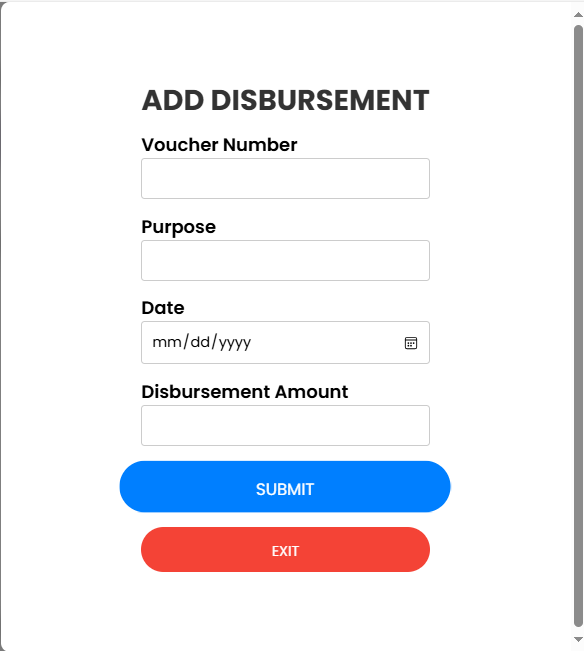 ADD DISBURSEMENT
Voucher Number
Purpose
Date
mm/dd/yyyy
Disbursement Amount
SUBMIT
EXIT